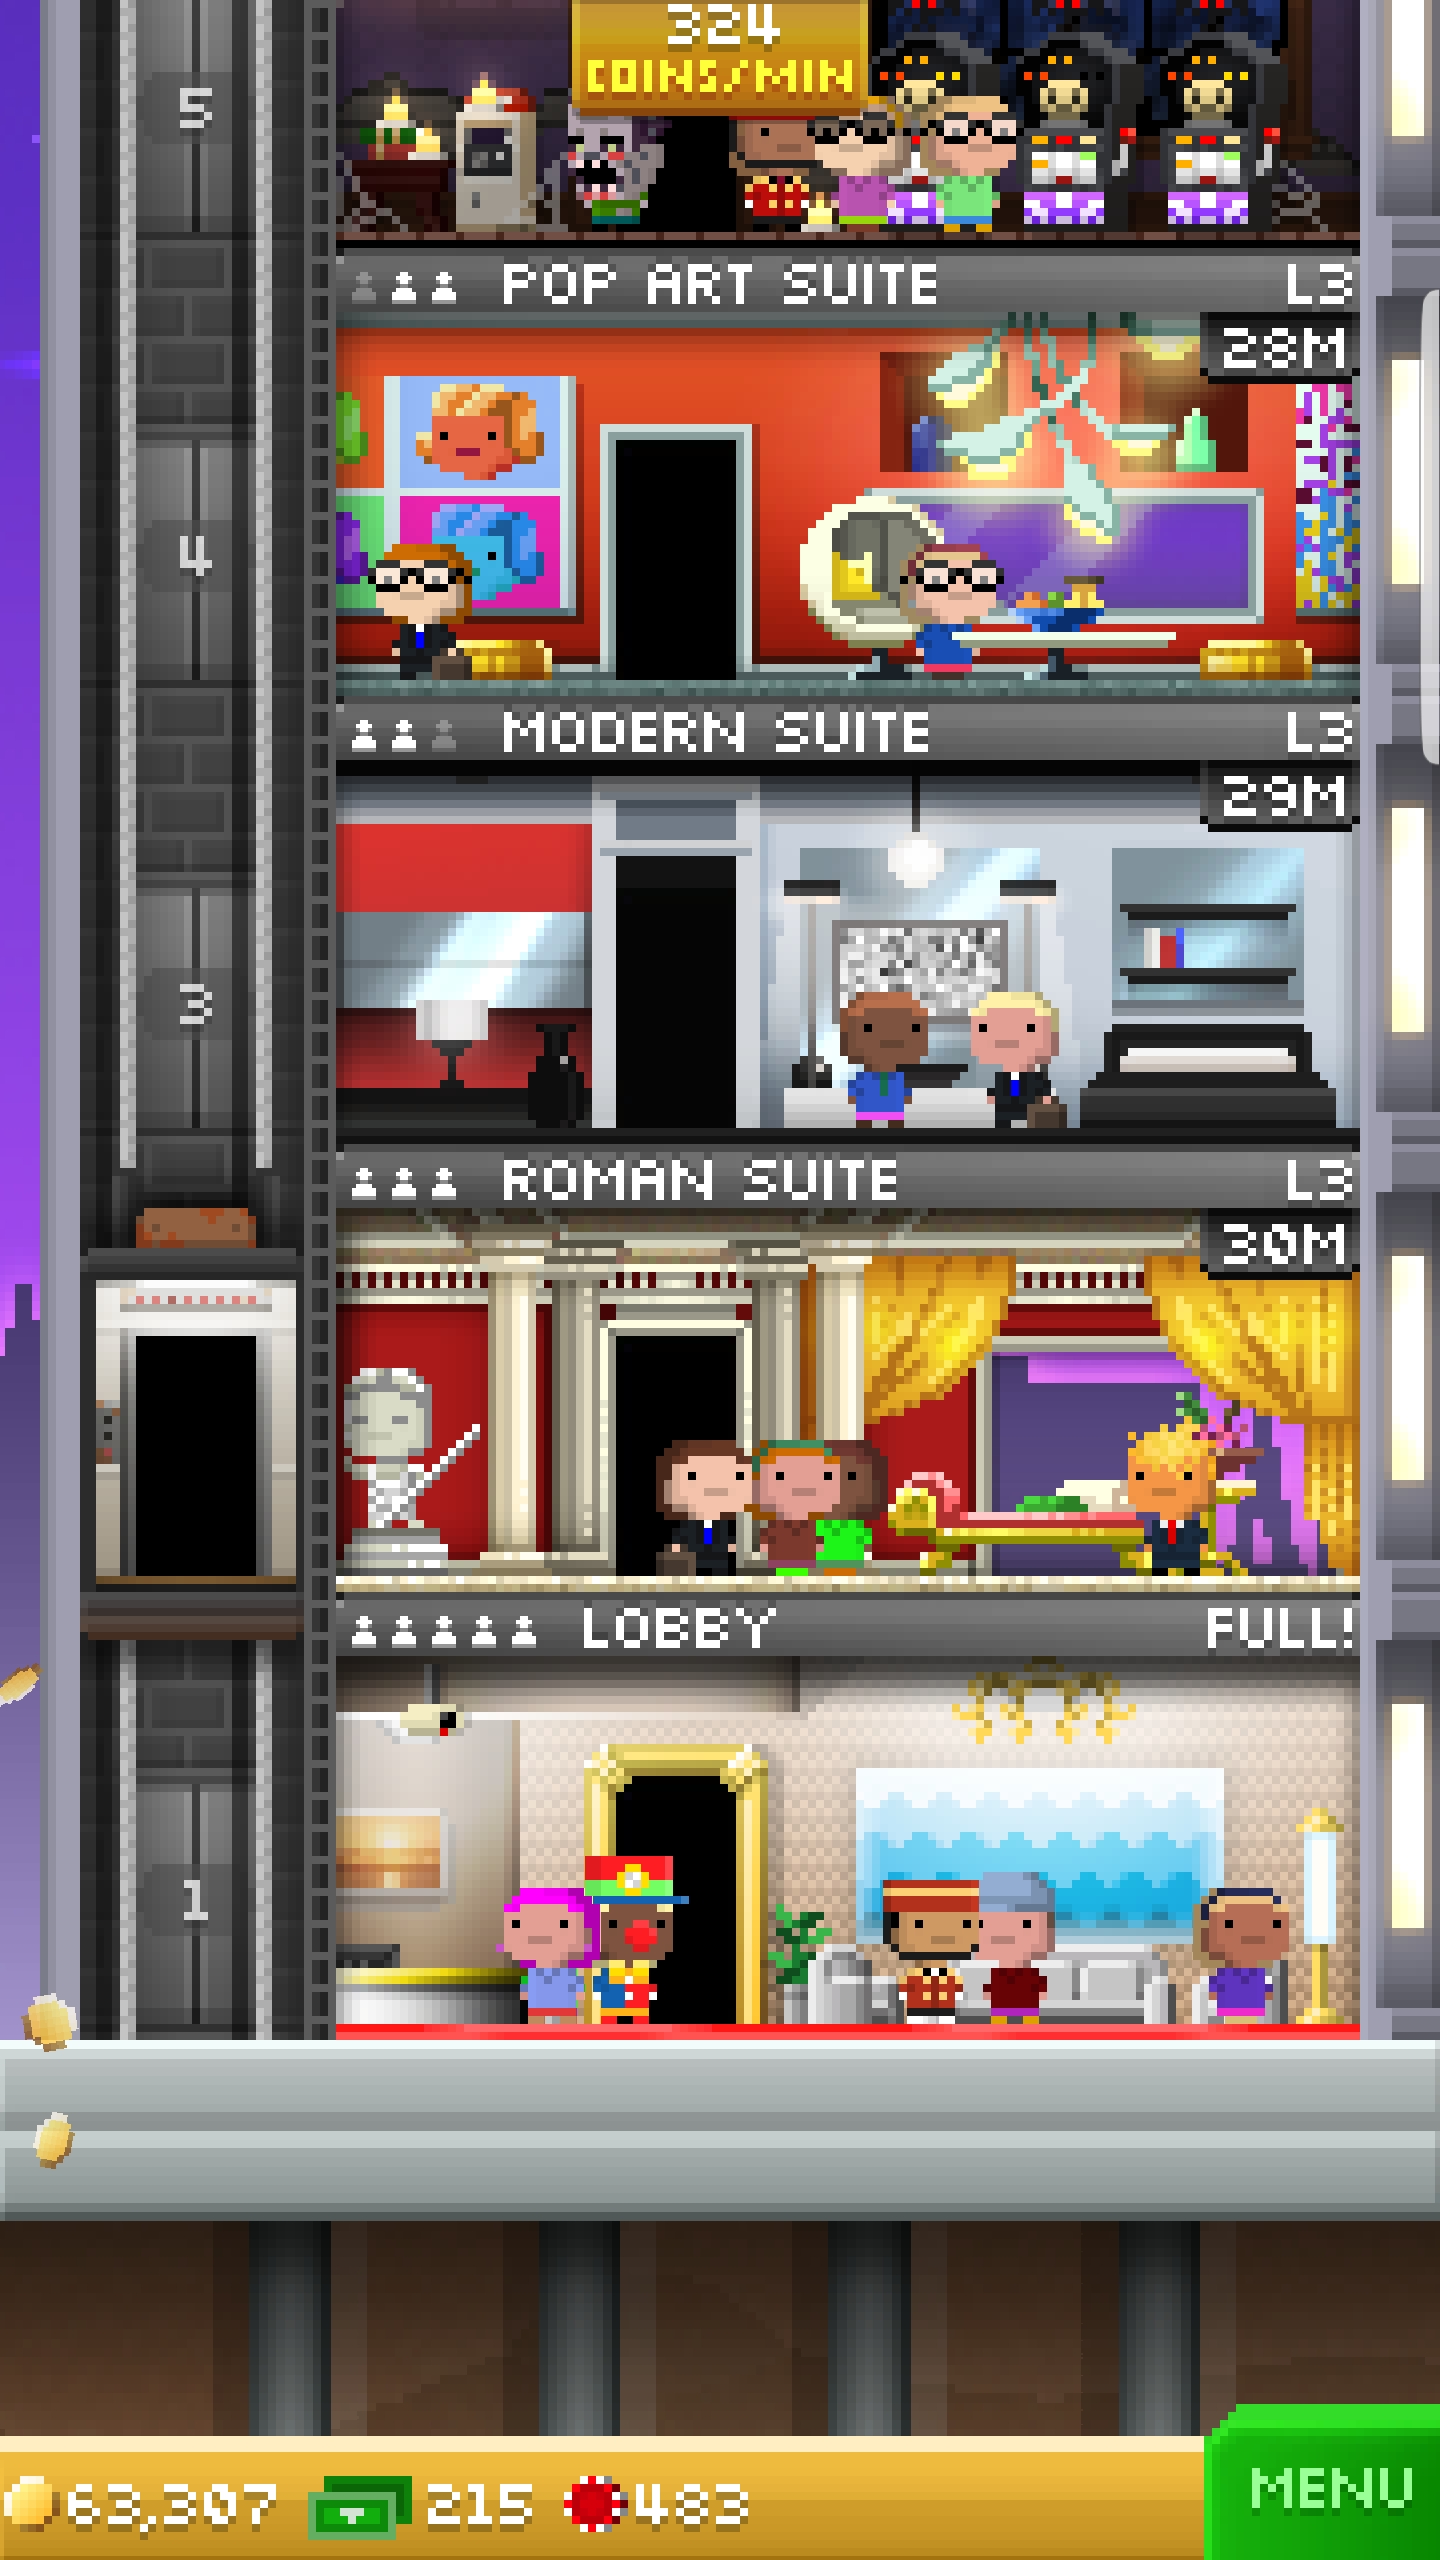 324
COINS/MIN
5
POP ART SUITE L3
28M
4
MODERN SUITE L3
29M
3
ROMAN SUITE L3
30M
LOBBY FULL!
1
63,307 215 483
MENU